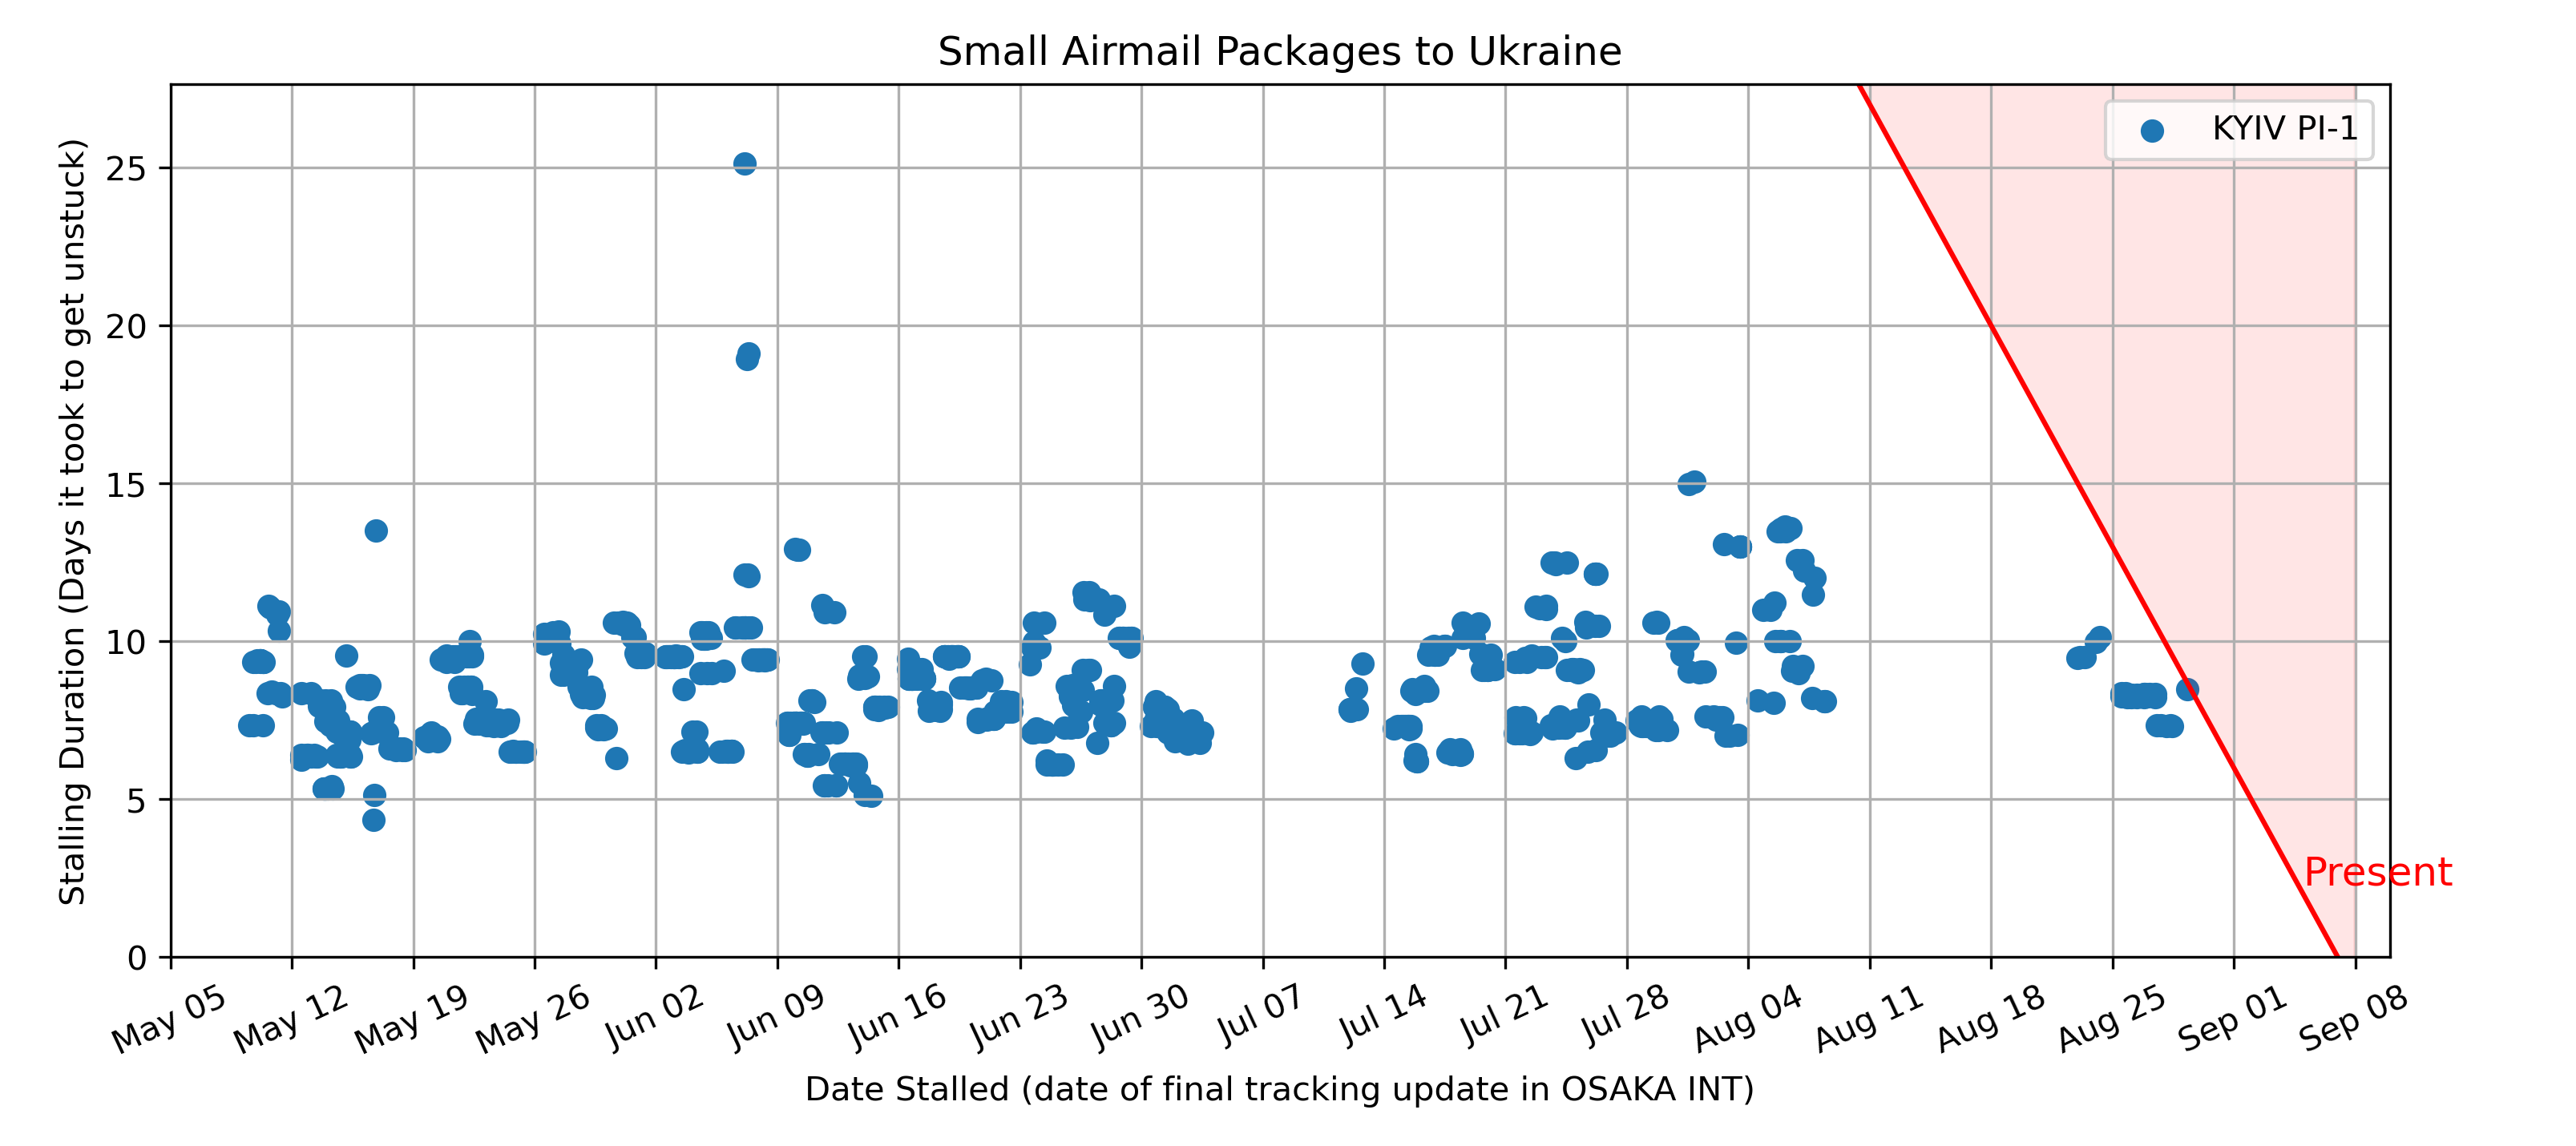 Small Airmail Packages to Ukraine
KYIV PI-1
Stalling Duration (Days it took to get unstuck)
25
20
15
10
5
0
Present
May 05
May 12
May 19
May 26
Jun 02
Jun 09
Jun 16
Jun 23
Jun 30
Jul 07
Jul 14
Jul 21
Jul 28
Aug 04
Aug 11
Aug 18
Aug 25
Sep 01
Sep 08
Date Stalled (date of final tracking update in OSAKA INT)